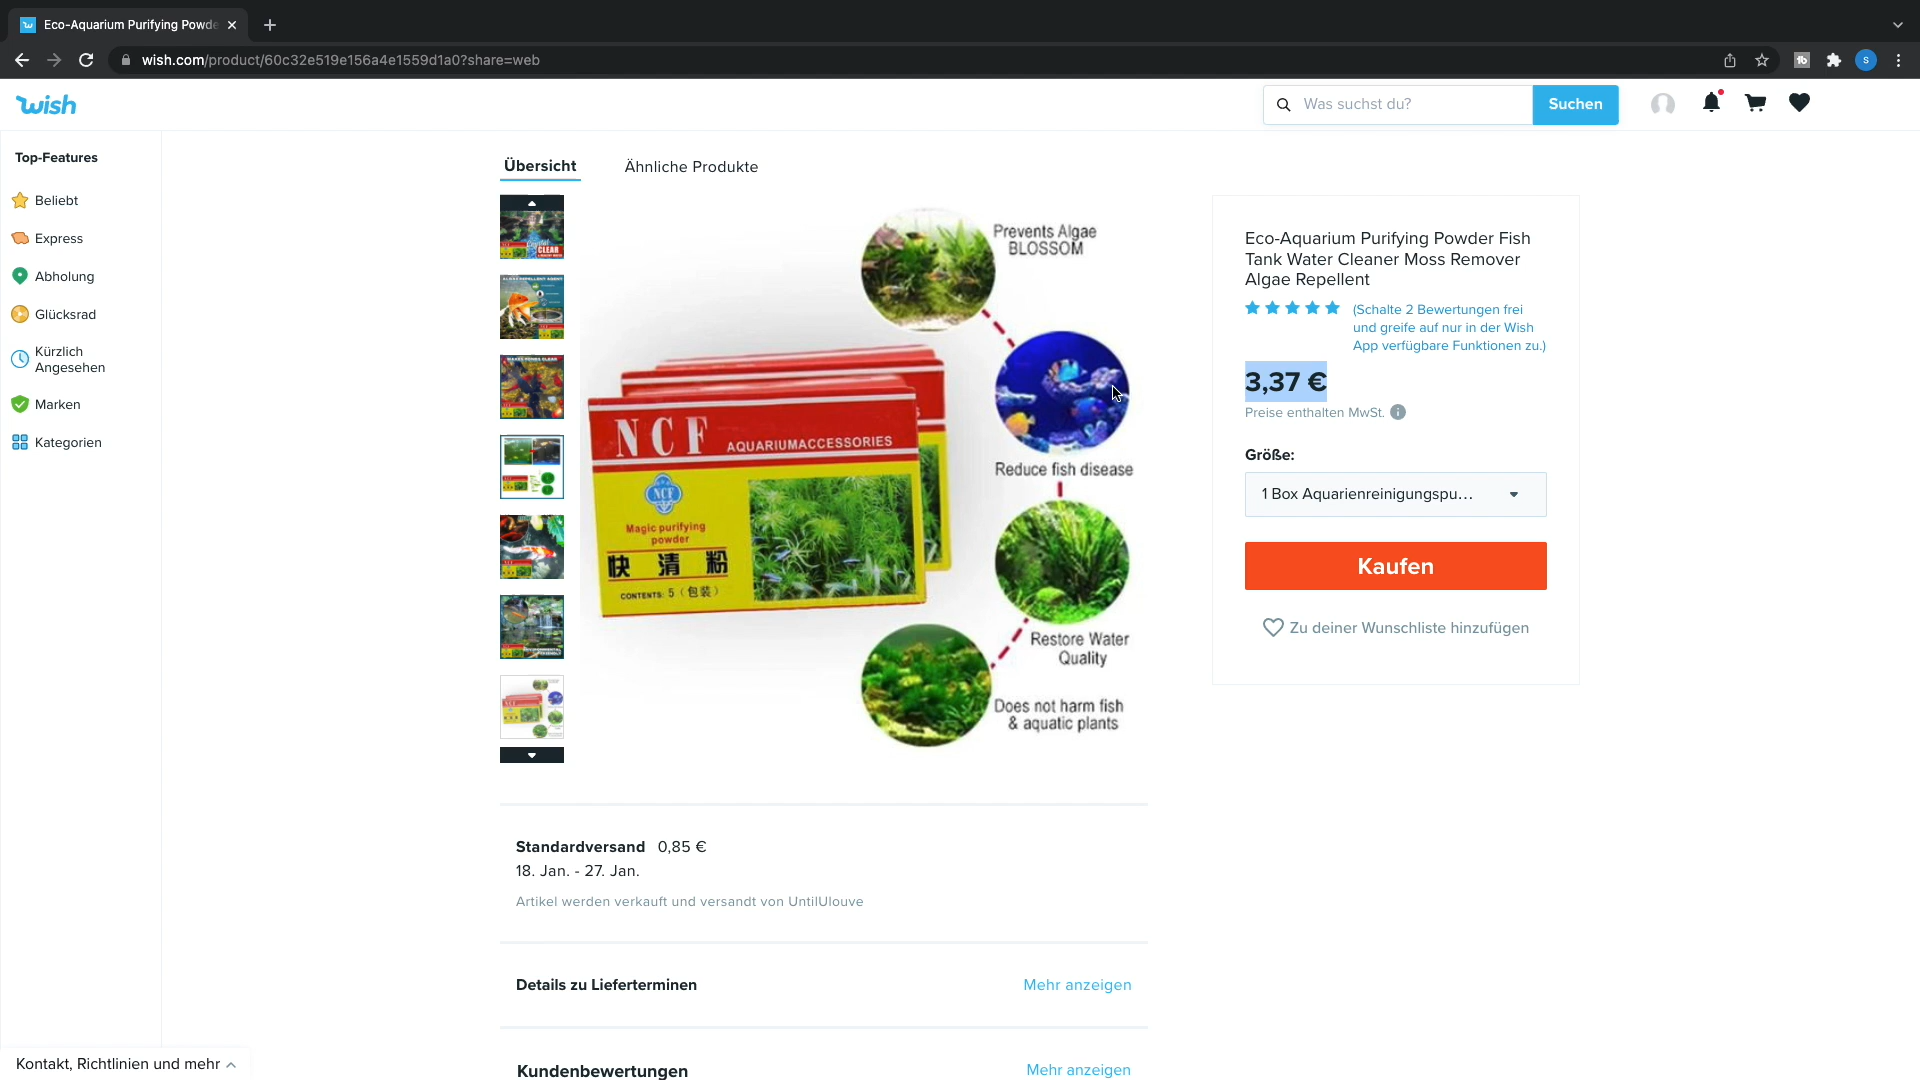 Eco-Aquarium Purifying Powde
wish.com/product/60c32e519e156a4e1559d1a0?share=web
S
wish
Was suchst du?
Suchen
Top-Features
Beliebt
Express
Abholung
Glücksrad
Kürzlich
Angesehen
Marken
Kategorien
Übersicht
Ähnliche Produkte
CLEAR
Prevents Algae
BLOSSOM
NCF AQUARIUMACCESSORIES
NCF
Magic purifying
powder
快清粉
CONTENTS: 5（包装）
Reduce fish disease
Restore Water
Quality
Does not harm fish
& aquatic plants
Eco-Aquarium Purifying Powder Fish
Tank Water Cleaner Moss Remover
Algae Repellent
(Schalte 2 Bewertungen frei
und greife auf nur in der Wish
App verfügbare Funktionen zu.)
3,37 €
Preise enthalten MwSt.
Größe:
1 Box Aquarienreinigungspu...
Kaufen
Zu deiner Wunschliste hinzufügen
Standardversand 0,85 €
18. Jan. - 27. Jan.
Artikel werden verkauft und versandt von UntilUlouve
Details zu Lieferterminen
Mehr anzeigen
Kundenbewertungen
Mehr anzeigen
Kontakt, Richtlinien und mehr